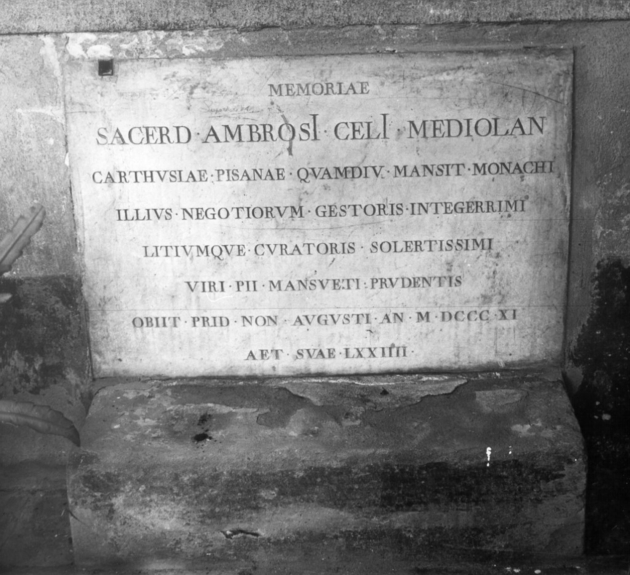 MEMORIAE
SACERD · AMBROSI · CELI · MEDIOLAN
CARTHVSIAE · PISANAE · QVAMDIV · MANSIT · MONACHI
ILLIVS · NEGOTIORVM · GESTORIS · INTEGERRIMI
LITIVMQVE · CVRATORIS · SOLERTISSIMI
VIRI · PII · MANSVETI · PRVDENTIS
OBIIT · PRID · NON · AVGVSTI · AN · M · DCCC · XI
AET · SVAE · LXXIIII ·